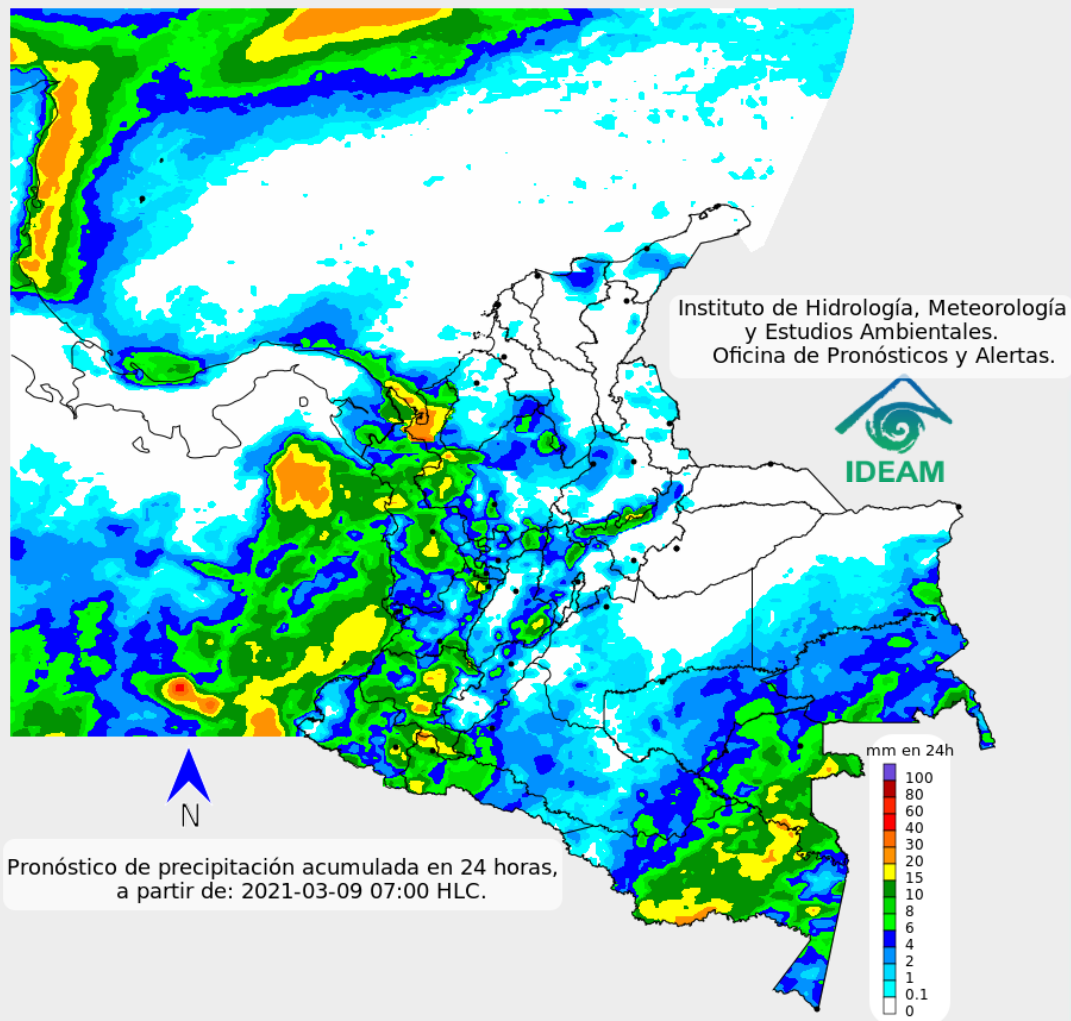 Instituto de Hidrología, Meteorología
y Estudios Ambientales.
Oficina de Pronósticos y Alertas.
IDEAM
mm en 24h
100
80
60
40
30
20
15
10
8
6
4
2
1
0.1
0
N
Pronóstico de precipitación acumulada en 24 horas,
a partir de: 2021-03-09 07:00 HLC.